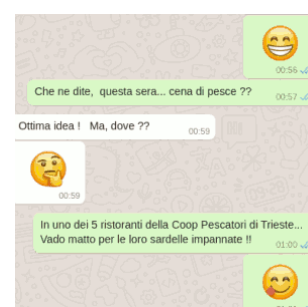 00:56
Che ne dite, questa sera... cena di pesce ??
00:57
Ottima idea ! Ma, dove ??
00:59
00:59
In uno dei 5 ristoranti della Coop Pescatori di Trieste...
Vado matto per le loro sardelle impannate !!
01:00